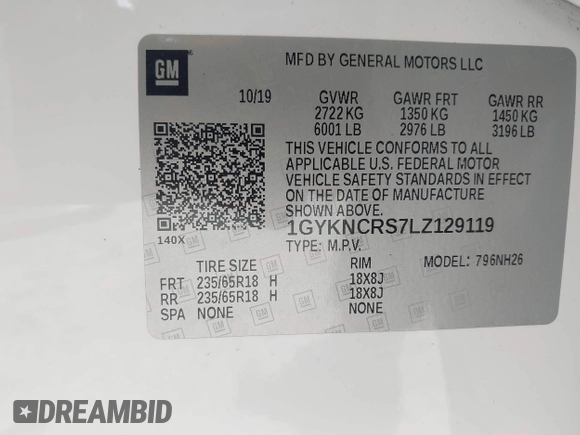 GM
MFD BY GENERAL MOTORS LLC
10/19 GVWR GAWR FRT GAWR RR
2722 KG 1350 KG 1450 KG
6001 LB 2976 LB 3196 LB
THIS VEHICLE CONFORMS TO ALL
APPLICABLE U.S. FEDERAL MOTOR
VEHICLE SAFETY STANDARDS IN EFFECT
ON THE DATE OF MANUFACTURE
140X
1GYKNCRS7LZ129119
TYPE: M.P.V.
MODEL: 796NH26
TIRE SIZE RIM
FRT 235/65R18 H 18X8J
RR 235/65R18 H 18X8J
SPA NONE NONE
DREAMBID